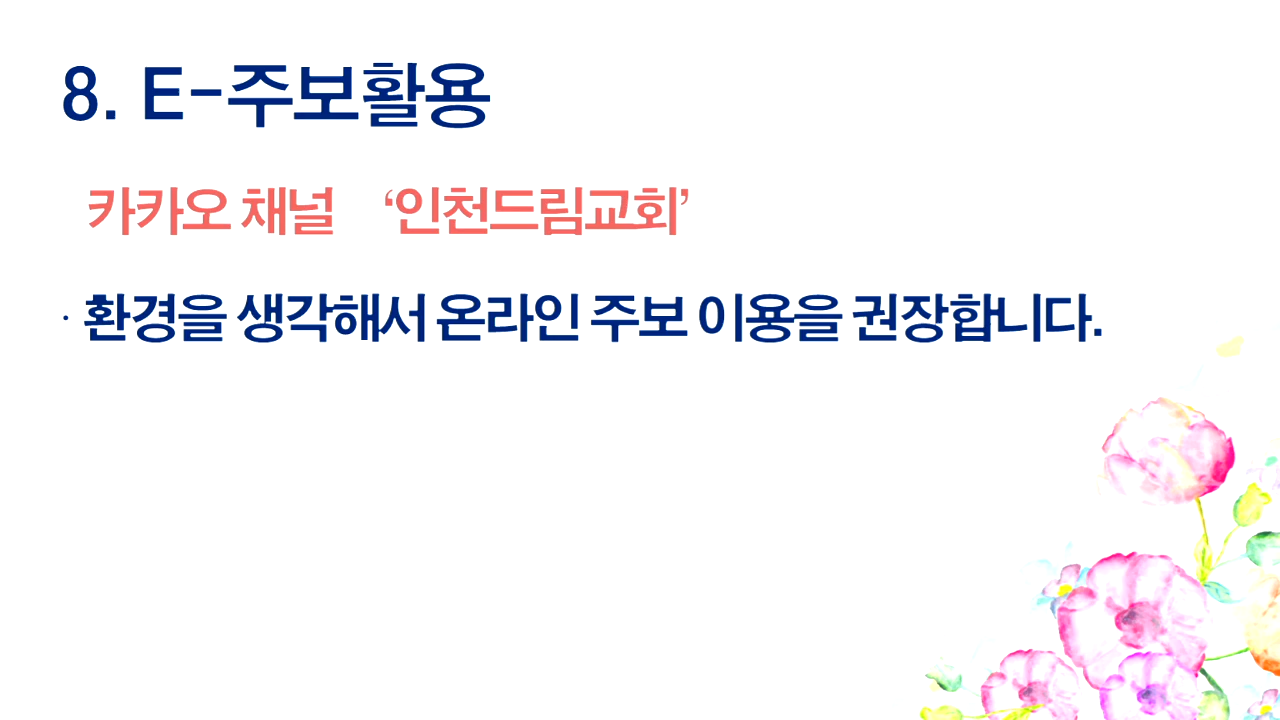 8. E-주보활용
카카오 채널 ‘인천드림교회’
· 환경을 생각해서 온라인 주보 이용을 권장합니다.